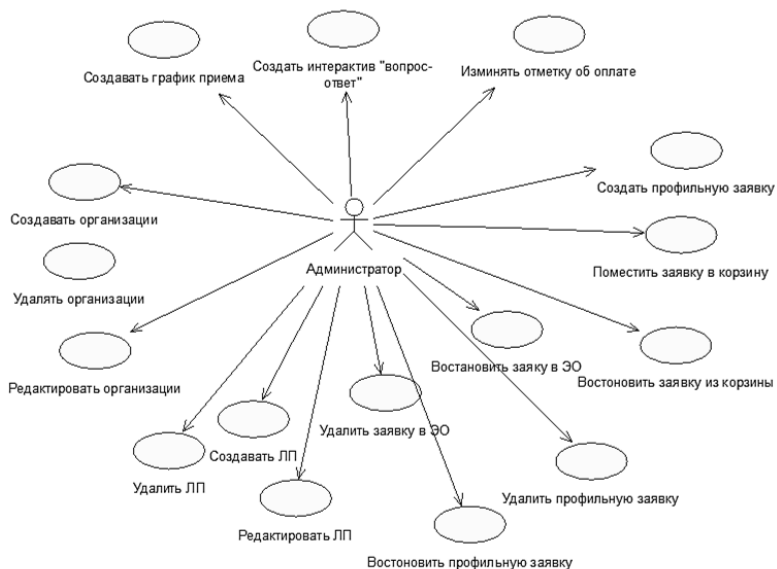 Создавать график приема
Создать интерактив "вопрос-
ответ"
Изминять отметку об оплате
Создать профильную заявку
Создавать организации
Администратор
Поместить заявку в корзину
Удалять организации
Востановить заяку в ЭО
Востоновить заявку из корзины
Редактировать организации
Удалить заявку в ЭО
Создавать ЛП
Удалить ЛП
Удалить профильную заявку
Редактировать ЛП
Востоновить профильную заявку